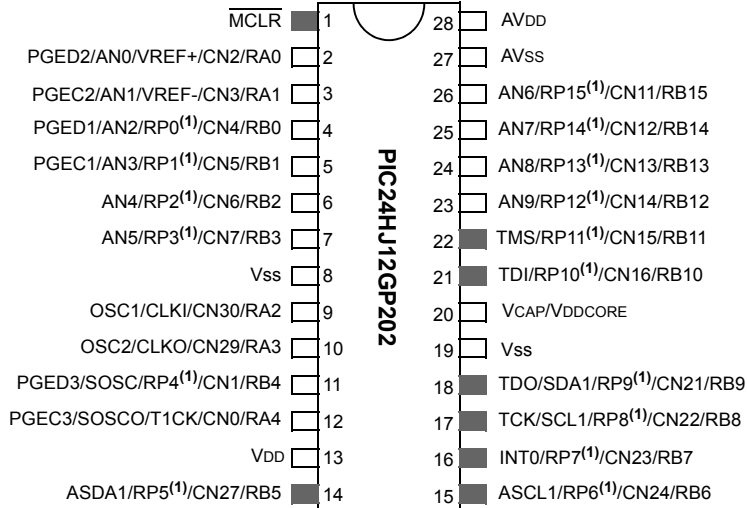 MCLR 1
PGED2/AN0/VREF+/CN2/RA0 2
PGEC2/AN1/VREF-/CN3/RA1 3
PGED1/AN2/RP0(1)/CN4/RB0 4
PGEC1/AN3/RP1(1)/CN5/RB1 5
AN4/RP2(1)/CN6/RB2 6
AN5/RP3(1)/CN7/RB3 7
Vss 8
OSC1/CLKI/CN30/RA2 9
OSC2/CLKO/CN29/RA3 10
PGED3/SOSC/RP4(1)/CN1/RB4 11
PGEC3/SOSCO/T1CK/CN0/RA4 12
VDD 13
ASDA1/RP5(1)/CN27/RB5 14
PIC24HJ12GP202
28 AVDD
27 AVss
26 AN6/RP15(1)/CN11/RB15
25 AN7/RP14(1)/CN12/RB14
24 AN8/RP13(1)/CN13/RB13
23 AN9/RP12(1)/CN14/RB12
22 TMS/RP11(1)/CN15/RB11
21 TDI/RP10(1)/CN16/RB10
20 VCAP/VDDCORE
19 Vss
18 TDO/SDA1/RP9(1)/CN21/RB9
17 TCK/SCL1/RP8(1)/CN22/RB8
16 INT0/RP7(1)/CN23/RB7
15 ASCL1/RP6(1)/CN24/RB6